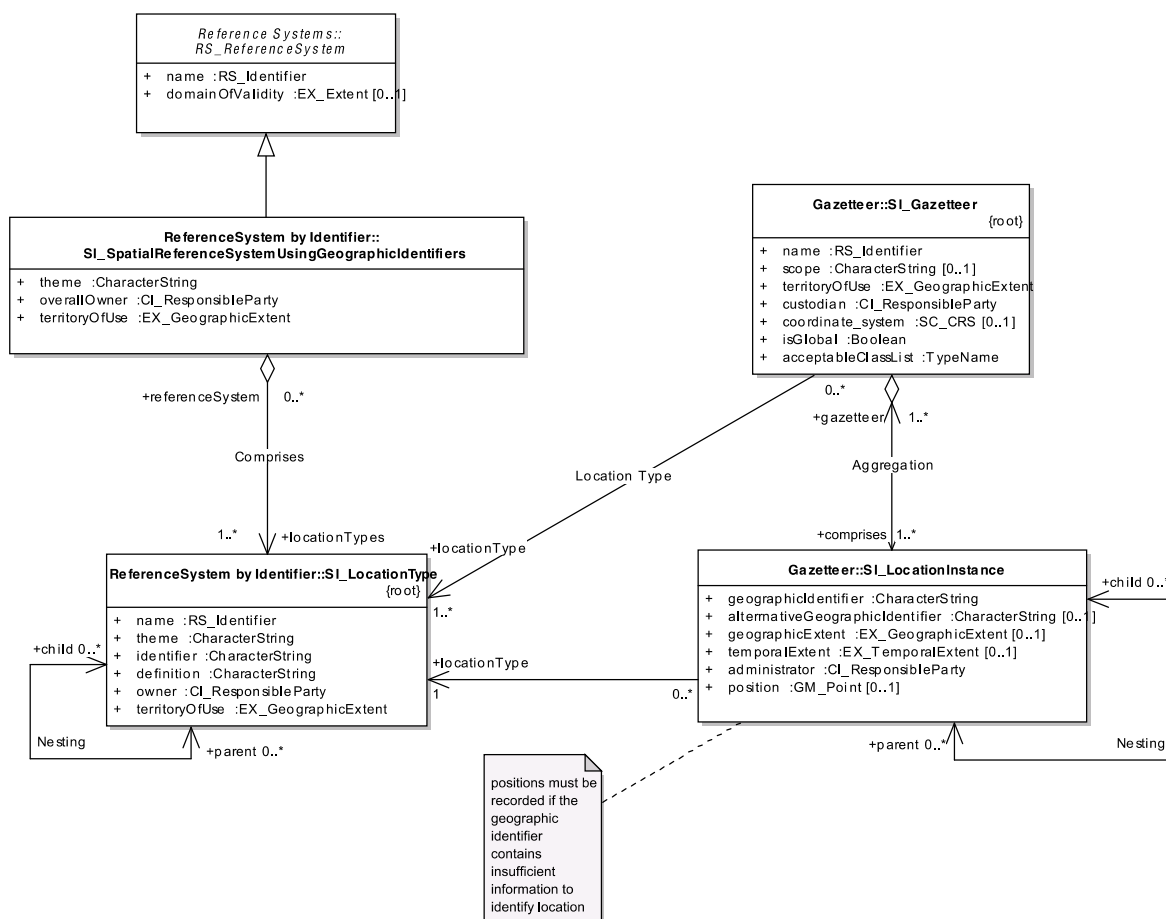 Reference Systems::
RS_ReferenceSystem
+ name :RS_Identifier
+ domainOfValidity :EX_Extent [0..1]
ReferenceSystem by Identifier::
SI_SpatialReferenceSystemUsingGeographicIdentifiers
+ theme :CharacterString
+ overallOwner :CI_ResponsibleParty
+ territoryOfUse :EX_GeographicExtent
Gazetteer::SI_Gazetteer
{root}
+ name :RS_Identifier
+ scope :CharacterString [0..1]
+ territoryOfUse :EX_GeographicExtent
+ custodian :CI_ResponsibleParty
+ coordinate_system :SC_CRS [0..1]
+ isGlobal :Boolean
+ acceptableClassList :TypeName
+referenceSystem 0..*
Comprises
1..* +locationTypes
0..*
+gazetteer 1..*
Location Type
Aggregation
+locationType
1..*
+comprises 1..*
ReferenceSystem by Identifier::SI_LocationType
{root}
+ name :RS_Identifier
+ theme :CharacterString
+ identifier :CharacterString
+ definition :CharacterString
+ owner :CI_ResponsibleParty
+ territoryOfUse :EX_GeographicExtent
+child 0..*
Nesting
+parent 0..*
+locationType
1
0..*
Gazetteer::SI_LocationInstance
+ geographicIdentifier :CharacterString
+ alternativeGeographicIdentifier :CharacterString [0..1]
+ geographicExtent :EX_GeographicExtent [0..1]
+ temporalExtent :EX_TemporalExtent [0..1]
+ administrator :CI_ResponsibleParty
+ position :GM_Point [0..1]
+child 0..*
+parent 0..*
Nesting
positions must be
recorded if the
geographic
identifier
contains
insufficient
information to
identify location